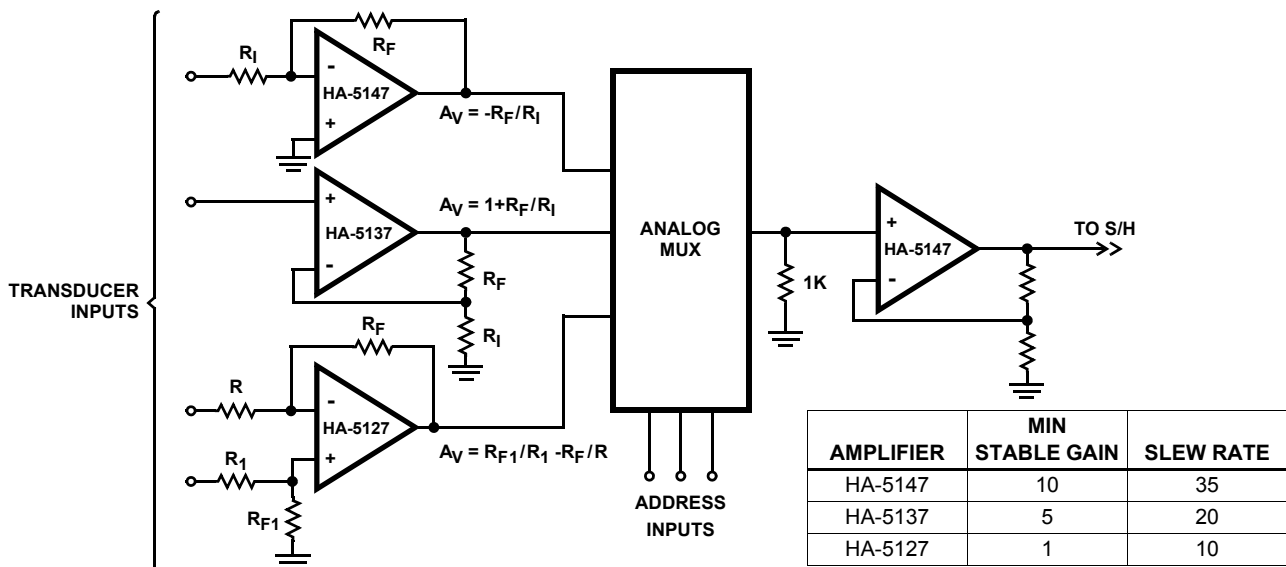 R_I
R_F
-
HA-5147
+
A_V = -R_F/R_I
+
HA-5137
-
A_V = 1+R_F/R_I
R_F
R_I
TRANSDUCER
INPUTS
R_F
R
-
HA-5127
+
R_1
R_F1
A_V = R_F1/R_1 -R_F/R
ANALOG
MUX
ADDRESS
INPUTS
1K
+
HA-5147
-
TO S/H
AMPLIFIER MIN STABLE GAIN SLEW RATE
HA-5147 10 35
HA-5137 5 20
HA-5127 1 10